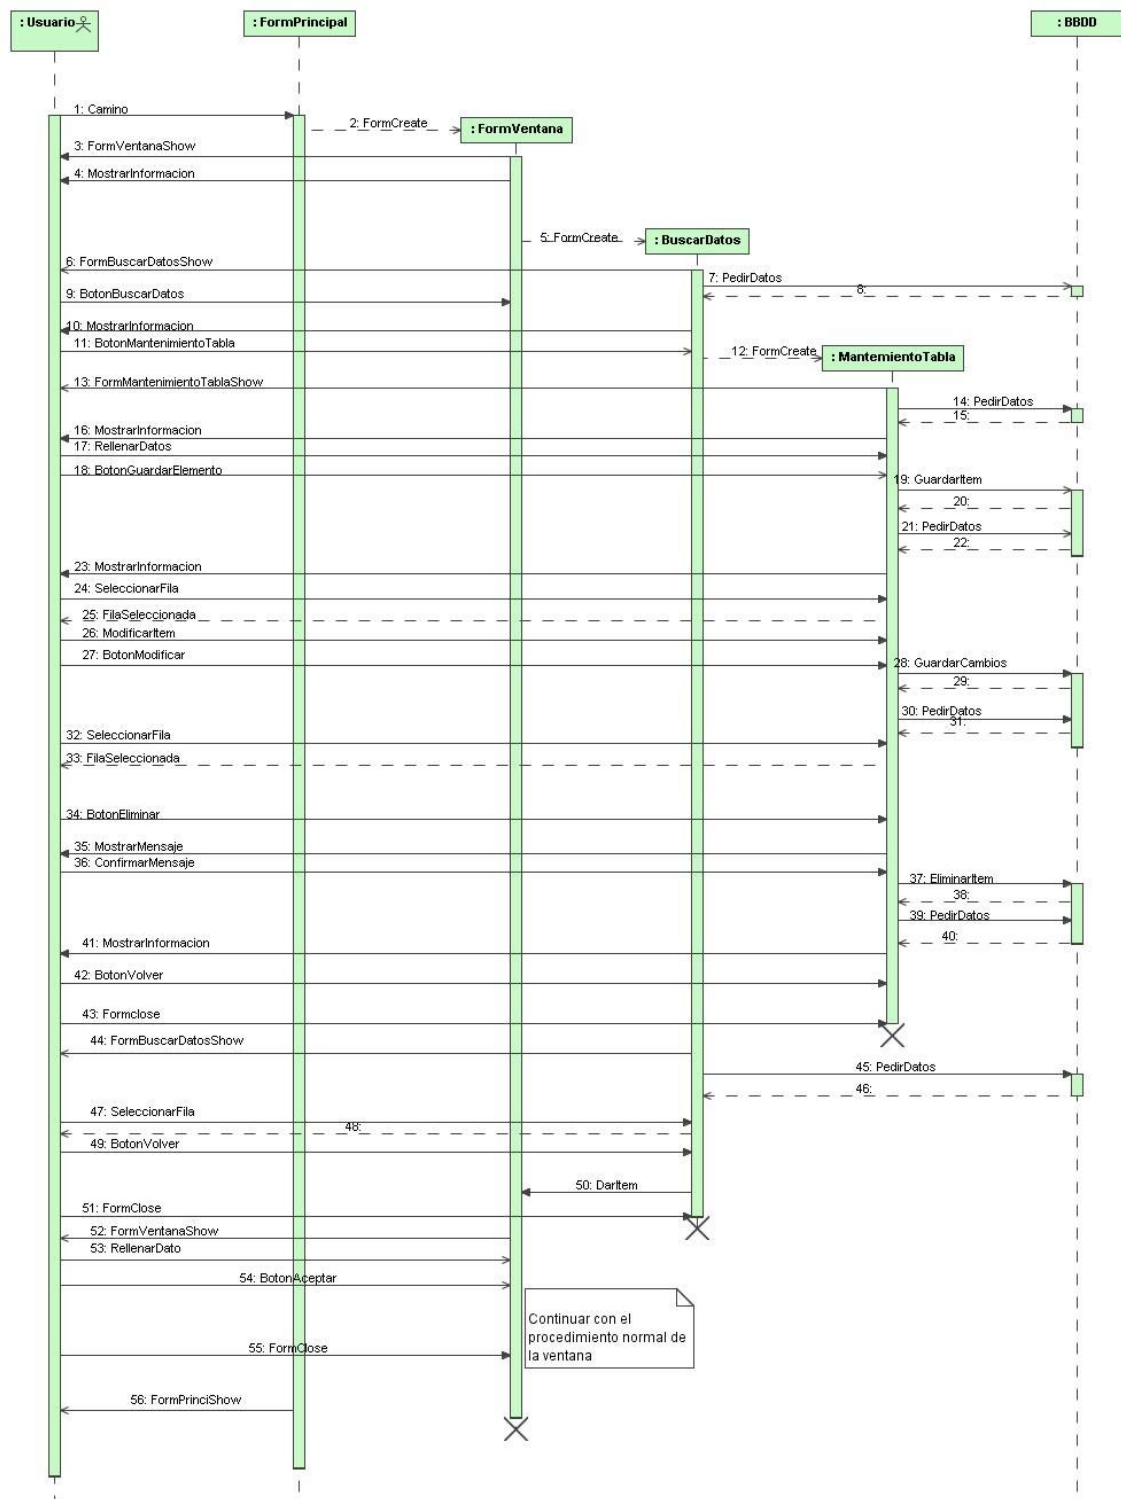 : Usuario
: FormPrincipal
: BBDD
1: Camino
2: FormCreate
: FormVentana
3: FormVentanaShow
4: MostrarInformacion
5: FormCreate
: BuscarDatos
6: FormBuscarDatosShow
7: PedirDatos
8:
9: BotonBuscarDatos
10: MostrarInformacion
11: BotonMantenimientoTabla
12: FormCreate
: MantemientoTabla
13: FormMantenimientoTablaShow
14: PedirDatos
15:
16: MostrarInformacion
17: RellenarDatos
18: BotonGuardarElemento
19: GuardarItem
20:
21: PedirDatos
22:
23: MostrarInformacion
24: SeleccionarFila
25: FilaSeleccionada
26: ModificarItem
27: BotonModificar
28: GuardarCambios
29:
30: PedirDatos
31:
32: SeleccionarFila
33: FilaSeleccionada
34: BotonEliminar
35: MostrarMensaje
36: ConfirmarMensaje
37: EliminarItem
38:
39: PedirDatos
40:
41: MostrarInformacion
42: BotonVolver
43: Formclose
44: FormBuscarDatosShow
45: PedirDatos
46:
47: SeleccionarFila
48:
49: BotonVolver
50: DarItem
51: FormClose
52: FormVentanaShow
53: RellenarDato
54: BotonAceptar
Continuar con el
procedimiento normal de
la ventana
55: FormClose
56: FormPrinciShow